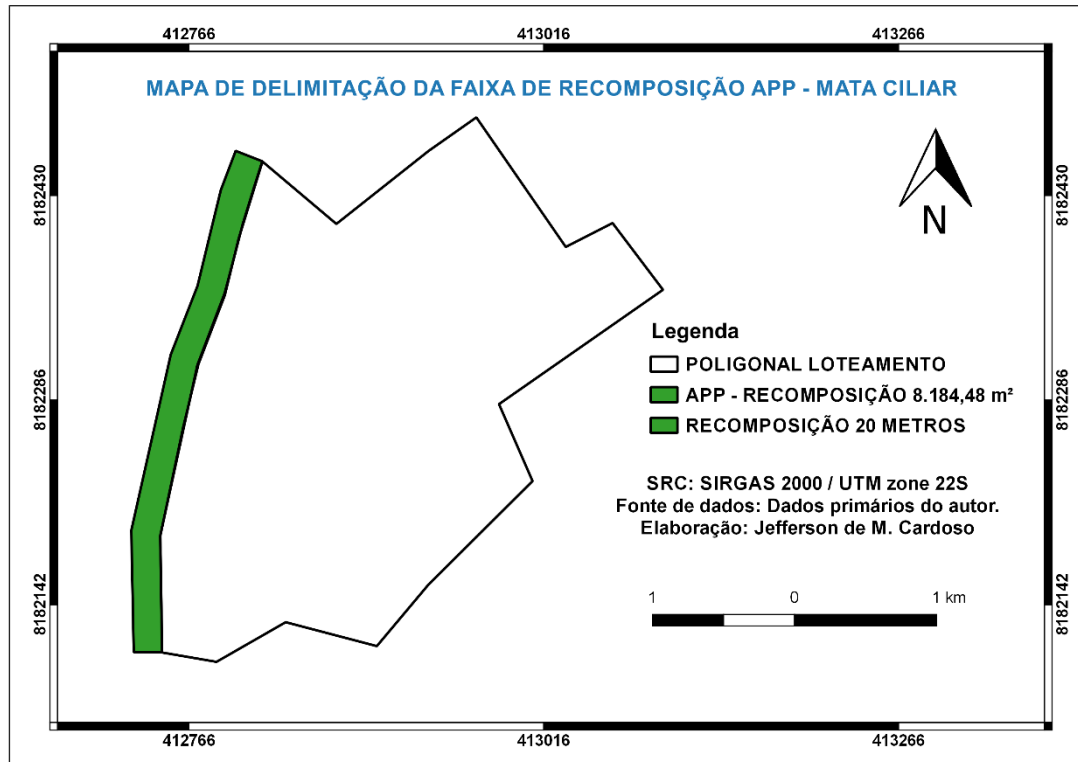 412766 413016 413266
MAPA DE DELIMITAÇÃO DA FAIXA DE RECOMPOSIÇÃO APP - MATA CILIAR
8182430 8182430
N
Legenda
POLIGONAL LOTEAMENTO
8182286 8182286
APP - RECOMPOSIÇÃO 8.184,48 m²
RECOMPOSIÇÃO 20 METROS
SRC: SIRGAS 2000 / UTM zone 22S
Fonte de dados: Dados primários do autor.
Elaboração: Jefferson de M. Cardoso
8182142 8182142
1 0 1 km
412766 413016 413266